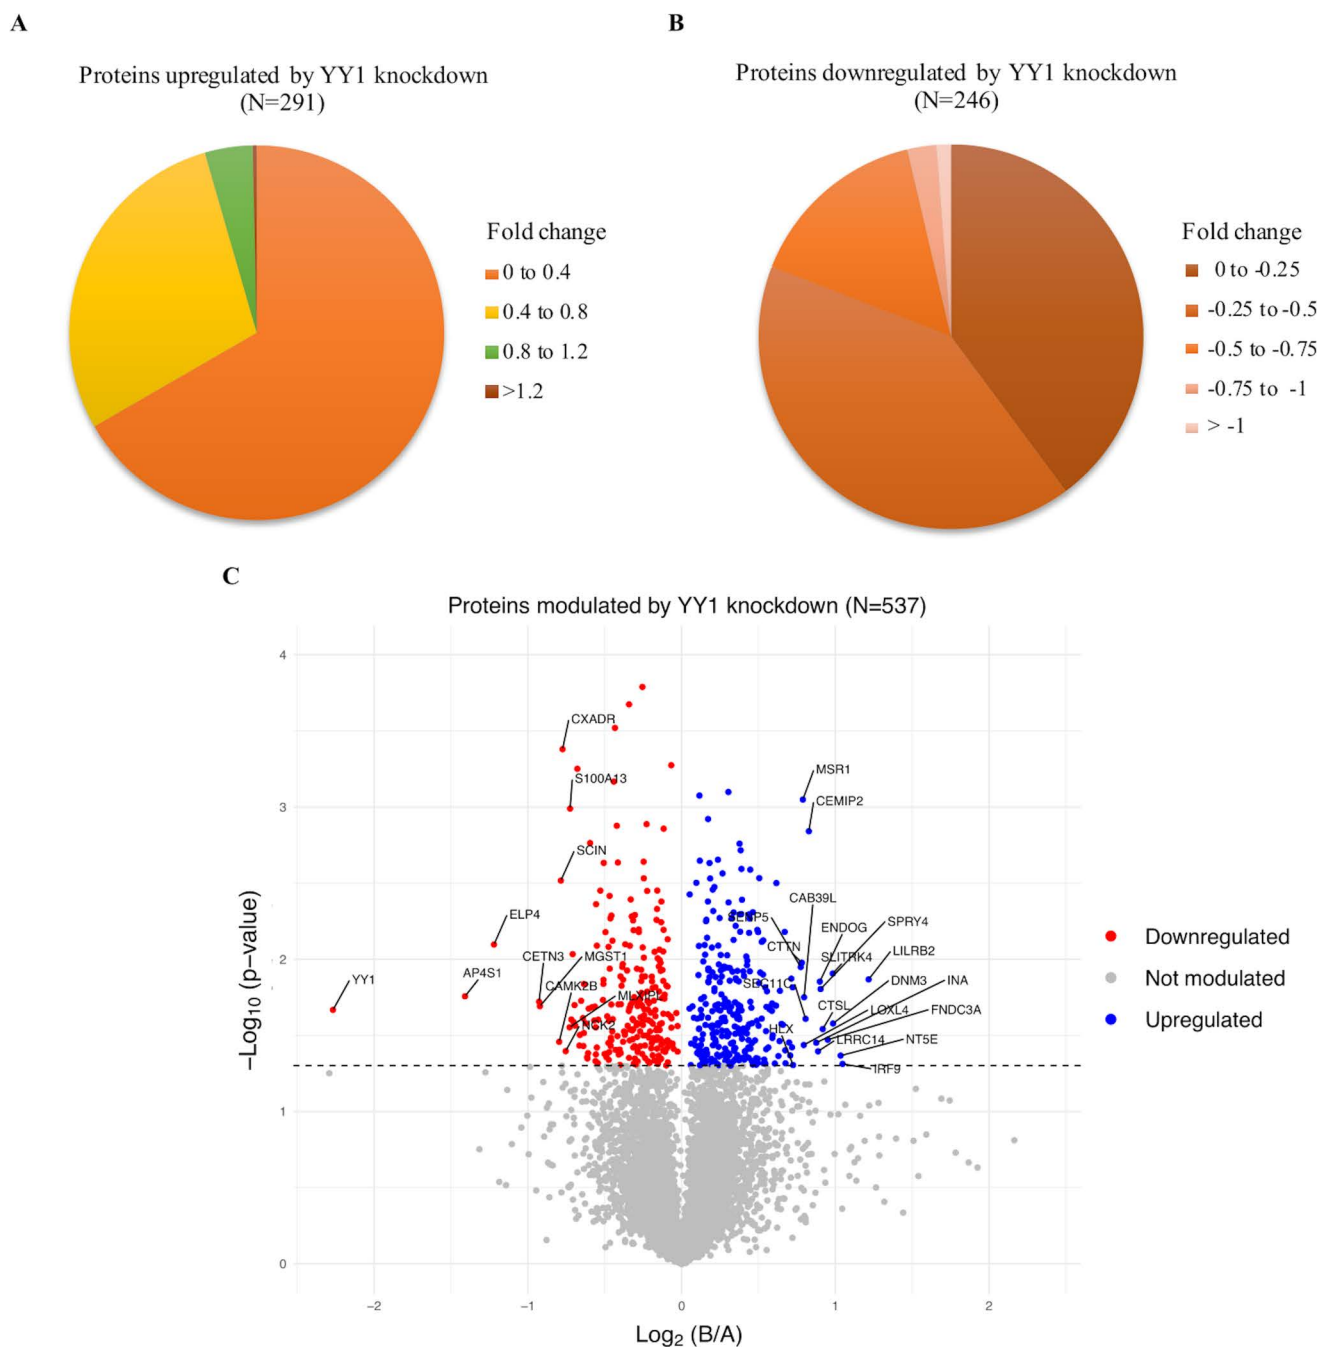 A
B
Proteins upregulated by YY1 knockdown
(N=291)
Proteins downregulated by YY1 knockdown
(N=246)
Fold change
0 to 0.4
0.4 to 0.8
0.8 to 1.2
>1.2
Fold change
0 to -0.25
-0.25 to -0.5
-0.5 to -0.75
-0.75 to -1
> -1
C
Proteins modulated by YY1 knockdown (N=537)
−Log10 (p−value)
4
3
2
1
0
CXADR
S100A13
SCIN
ELP4
CETN3
MGST1
AP4S1
YY1
CAMK2B
MLXIPL
NCK2
MSR1
CEMIP2
CAB39L
SENP5
ENDOG
SPRY4
CTTN
SLITRK4
LILRB2
SEC11C
DNM3
INA
CTSL
LOXL4
FNDC3A
HLX
LRRC14
NT5E
IRF9
−2
−1
0
1
2
Log2 (B/A)
Downregulated
Not modulated
Upregulated